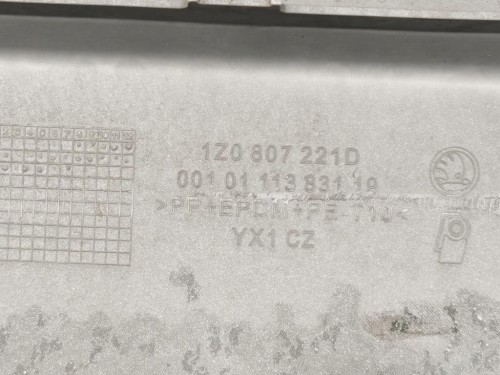 1Z0 807 221D
001 01 113 831 19
>PP+EPDM+PE-T10<
YX1 CZ